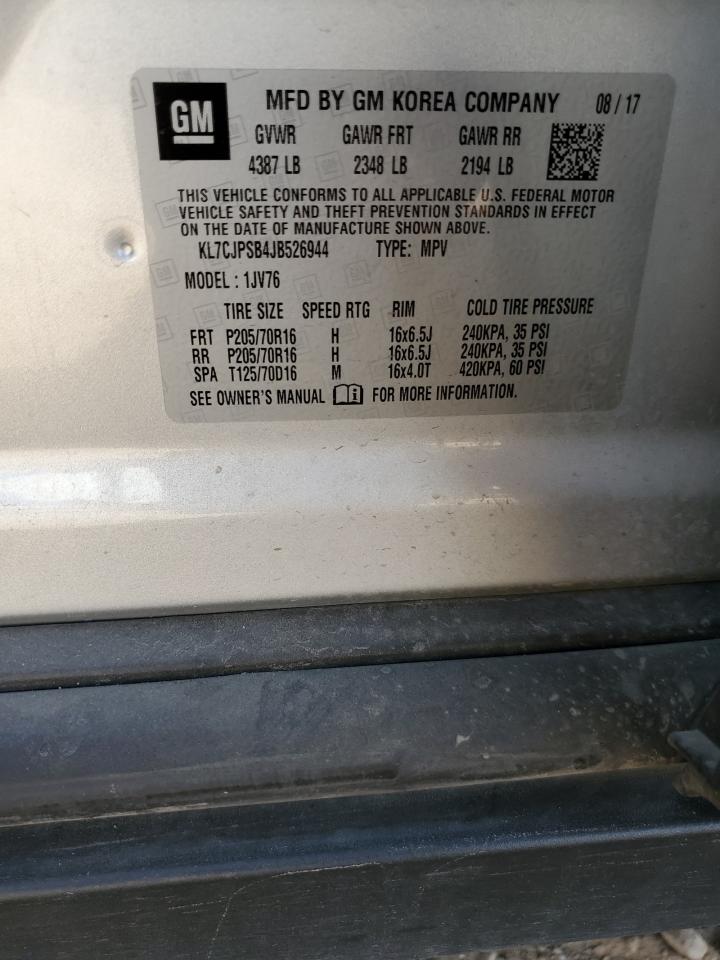 GM
MFD BY GM KOREA COMPANY 08/17
GVWR GAWR FRT GAWR RR
4387 LB 2348 LB 2194 LB
THIS VEHICLE CONFORMS TO ALL APPLICABLE U.S. FEDERAL MOTOR
VEHICLE SAFETY AND THEFT PREVENTION STANDARDS IN EFFECT
ON THE DATE OF MANUFACTURE SHOWN ABOVE.
KL7CJPSB4JB526944 TYPE: MPV
MODEL : 1JV76
TIRE SIZE SPEED RTG RIM COLD TIRE PRESSURE
FRT P205/70R16 H 16x6.5J 240KPA, 35 PSI
RR P205/70R16 H 16x6.5J 240KPA, 35 PSI
SPA T125/70D16 M 16x4.0T 420KPA, 60 PSI
SEE OWNER'S MANUAL i FOR MORE INFORMATION.